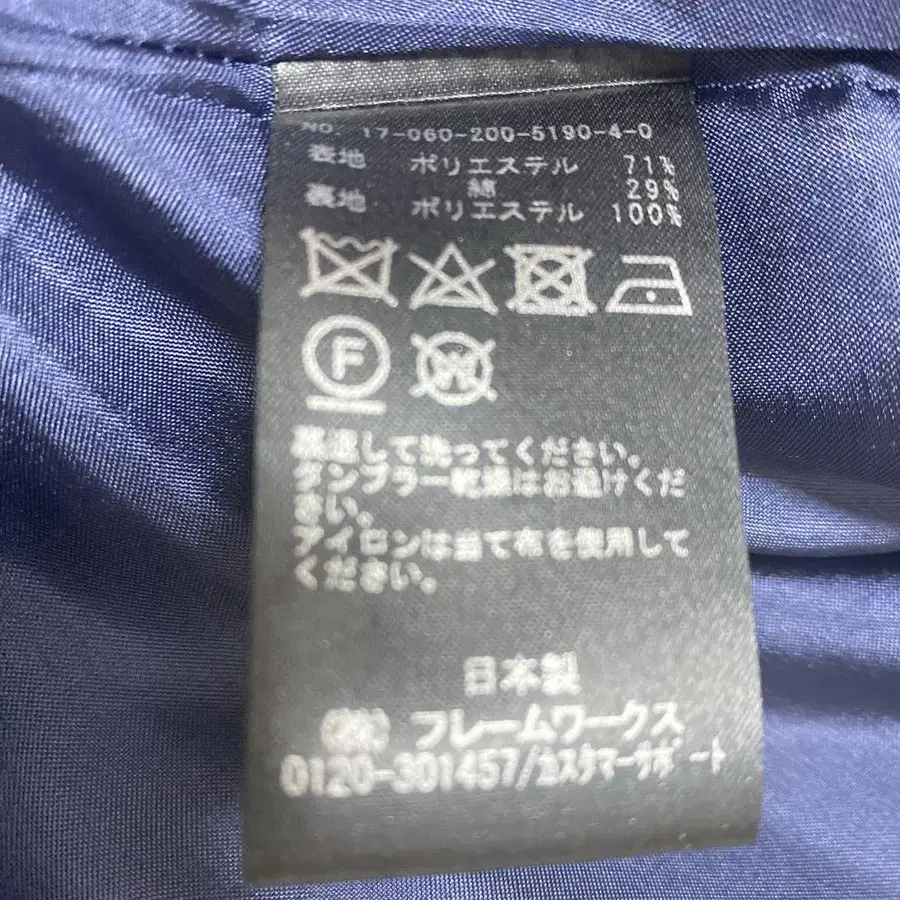 NO. 17-060-200-5190-4-0
表地 ポリエステル 71%
綿 29%
裏地 ポリエステル 100%
F
W
裏返して洗ってください。
タンブラー乾燥はお避けくだ
さい。
アイロンは当て布を使用して
ください。
日本製
(株) フレームワークス
0120-301457/カスタマーサポート